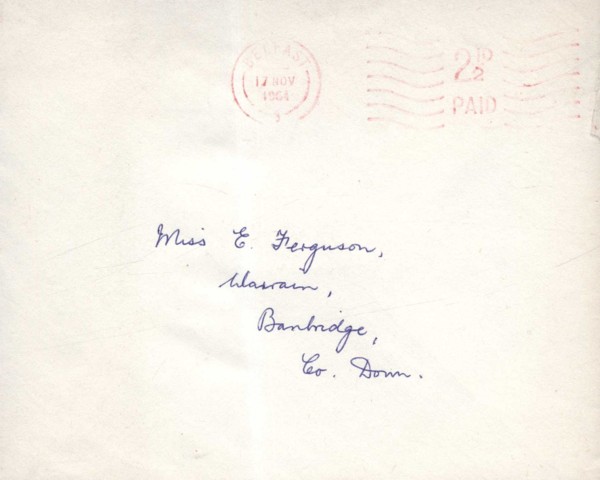 BELFAST
17 NOV
1964
2½D
PAID
Miss E. Ferguson,
Banbridge,
Co. Down.